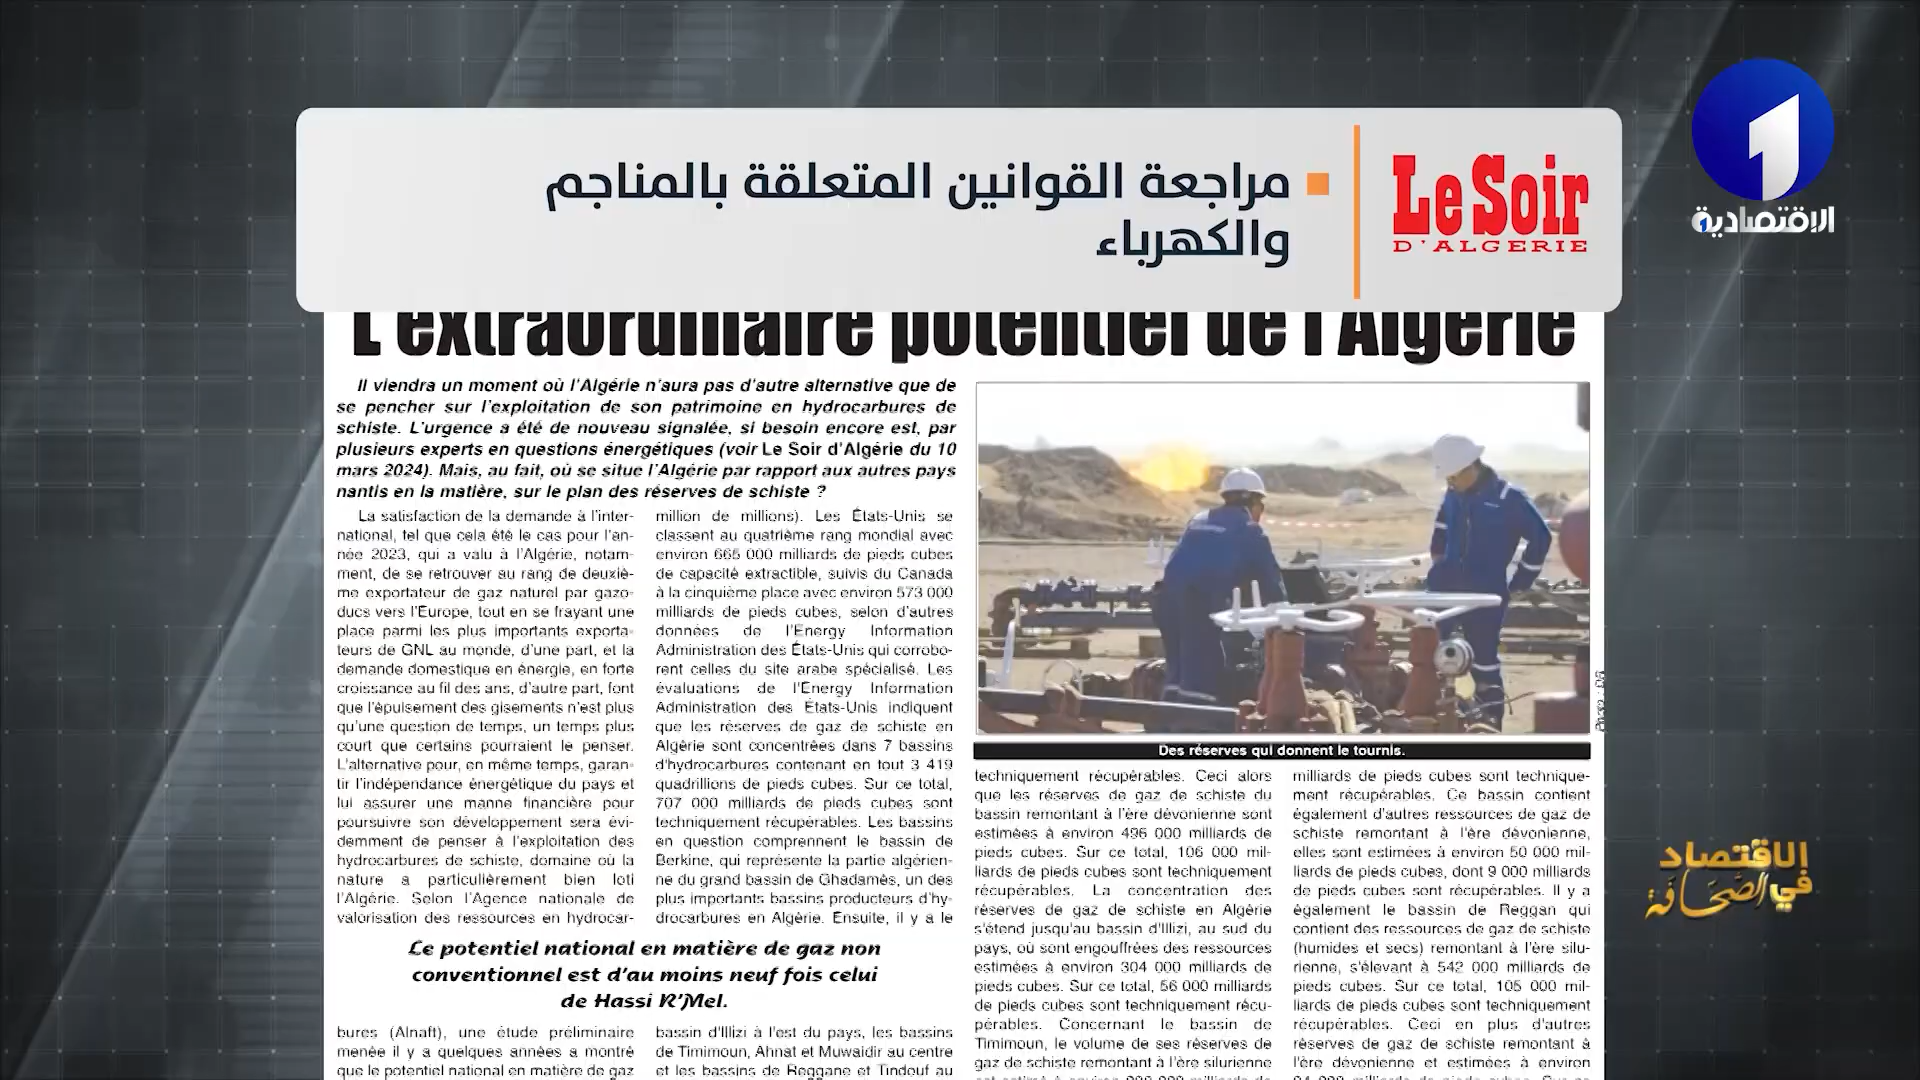 مراجعة القوانين المتعلقة بالمناجم
والكهرباء
Le Soir
D'ALGERIE
1
الاقتصادية
L'extraordinaire potentiel de l'Algérie
Il viendra un moment où l'Algérie n'aura pas d'autre alternative que de
se pencher sur l'exploitation de son patrimoine en hydrocarbures de
schiste. L'urgence a été de nouveau signalée, si besoin encore est, par
plusieurs experts en questions énergétiques (voir Le Soir d'Algérie du 10
mars 2024). Mais, au fait, où se situe l'Algérie par rapport aux autres pays
nantis en la matière, sur le plan des réserves de schiste ?
La satisfaction de la demande à l'inter-
national, tel que cela été le cas pour l'an-
née 2023, qui a valu à l'Algérie, notam-
ment, de se retrouver au rang de deuxiè-
me exportateur de gaz naturel par gazo-
ducs vers l'Europe, tout en se frayant une
place parmi les plus importants exporta-
teurs de GNL au monde, d'une part, et la
demande domestique en énergie, en forte
croissance au fil des ans, d'autre part, font
que l'épuisement des gisements n'est plus
qu'une question de temps, un temps plus
court que certains pourraient le penser.
L'alternative pour, en même temps, garan-
tir l'indépendance énergétique du pays et
lui assurer une manne financière pour
poursuivre son développement sera évi-
demment de penser à l'exploitation des
hydrocarbures de schiste, domaine où la
nature a particulièrement bien loti
l'Algérie. Selon l'Agence nationale de
valorisation des ressources en hydrocar-
Le potentiel national en matière de gaz non
conventionnel est d'au moins neuf fois celui
de Hassi R'Mel.
bures (Alnaft), une étude préliminaire
menée il y a quelques années a montré
que le potentiel national en matière de gaz
million de millions). Les États-Unis se
classent au quatrième rang mondial avec
environ 665 000 milliards de pieds cubes
de capacité extractible, suivis du Canada
à la cinquième place avec environ 573 000
milliards de pieds cubes, selon d'autres
données de l'Energy Information
Administration des États-Unis qui corrobo-
rent celles du site arabe spécialisé. Les
évaluations de l'Energy Information
Administration des États-Unis indiquent
que les réserves de gaz de schiste en
Algérie sont concentrées dans 7 bassins
d'hydrocarbures contenant en tout 3 419
quadrillions de pieds cubes. Sur ce total,
707 000 milliards de pieds cubes sont
techniquement récupérables. Les bassins
en question comprennent le bassin de
Berkine, qui représente la partie algérien-
ne du grand bassin de Ghadamès, un des
plus importants bassins producteurs d'hy-
drocarbures en Algérie. Ensuite, il y a le
bassin d'Illizi à l'est du pays, les bassins
de Timimoun, Ahnat et Muwaidir au centre
et les bassins de Reggane et Tindouf au
Des réserves qui donnent le tournis.
techniquement récupérables. Ceci alors
que les réserves de gaz de schiste du
bassin remontant à l'ère dévonienne sont
estimées à environ 496 000 milliards de
pieds cubes. Sur ce total, 106 000 mil-
liards de pieds cubes sont techniquement
récupérables. La concentration des
réserves de gaz de schiste en Algérie
s'étend jusqu'au bassin d'Illizi, au sud du
pays, où sont engouffrées des ressources
estimées à environ 304 000 milliards de
pieds cubes. Sur ce total, 56 000 milliards
de pieds cubes sont techniquement récu-
pérables. Concernant le bassin de
Timimoun, le volume de ses réserves de
gaz de schiste remontant à l'ère silurienne
milliards de pieds cubes sont technique-
ment récupérables. Ce bassin contient
également d'autres ressources de gaz de
schiste remontant à l'ère dévonienne,
elles sont estimées à environ 50 000 mil-
liards de pieds cubes, dont 9 000 milliards
de pieds cubes sont récupérables. Il y a
également le bassin de Reggan qui
contient des ressources de gaz de schiste
(humides et secs) remontant à l'ère silu-
rienne, s'élevant à 542 000 milliards de
pieds cubes. Sur ce total, 105 000 mil-
liards de pieds cubes sont techniquement
récupérables. Ceci en plus d'autres
réserves de gaz de schiste remontant à
l'ère dévonienne et estimées à environ
الاقتصاد
في الصحافة